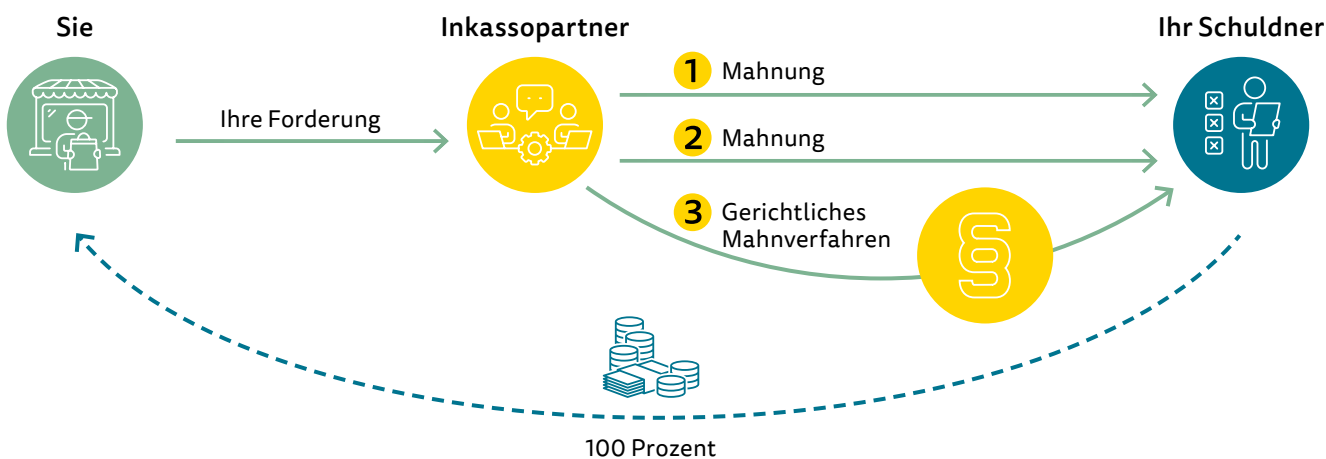 Sie
Inkassopartner
Ihr Schuldner
Ihre Forderung
1 Mahnung
2 Mahnung
3 Gerichtliches
Mahnverfahren
§
100 Prozent